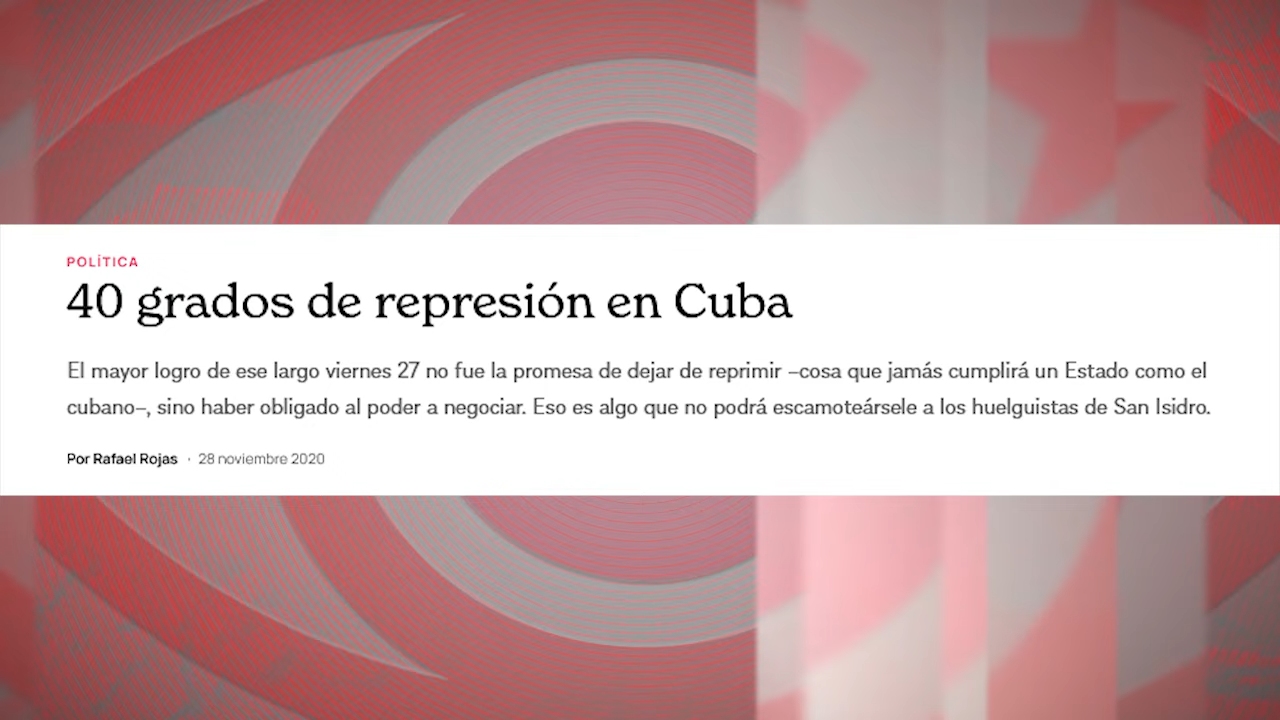 POLÍTICA
40 grados de represión en Cuba
El mayor logro de ese largo viernes 27 no fue la promesa de dejar de reprimir –cosa que jamás cumplirá un Estado como el
cubano–, sino haber obligado al poder a negociar. Eso es algo que no podrá escamoteársele a los huelguistas de San Isidro.
Por Rafael Rojas · 28 noviembre 2020